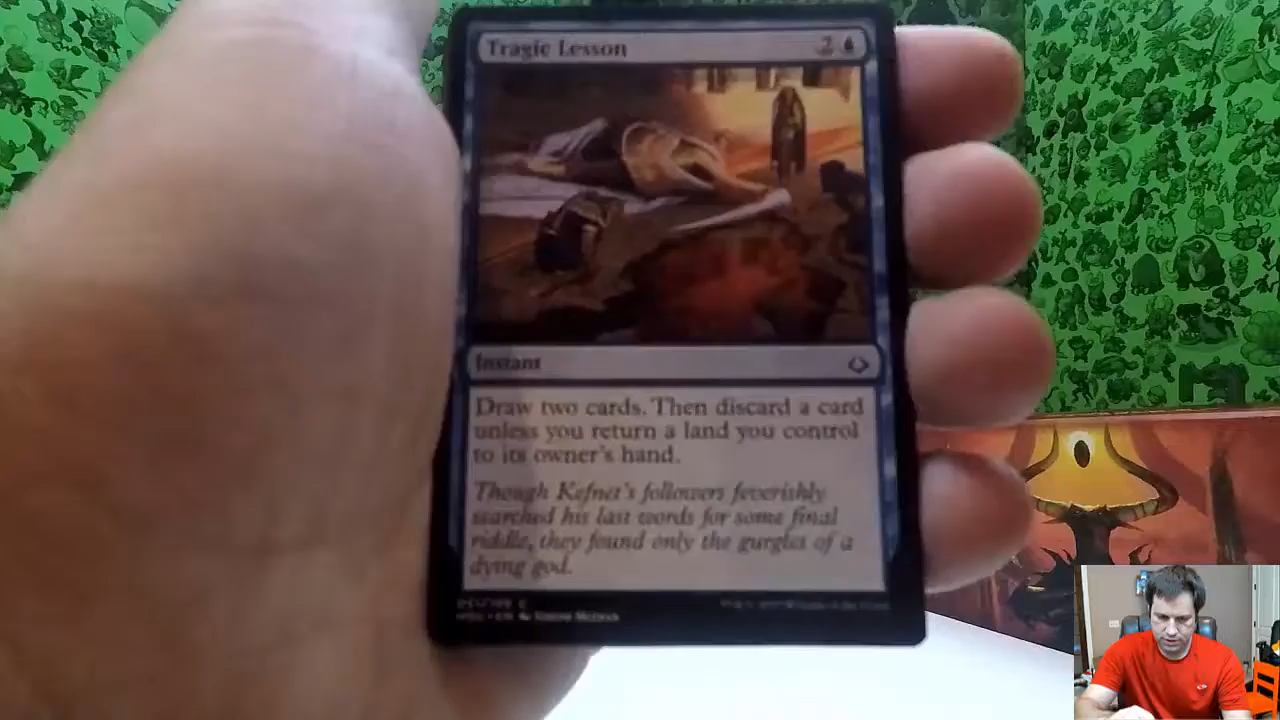 Tragic Lesson 2
Instant
Draw two cards. Then discard a card
unless you return a land you control
to its owner's hand.
Though Kefnet's followers feverishly
searched his last words for some final
riddle, they found only the gurgles of a
dying god.